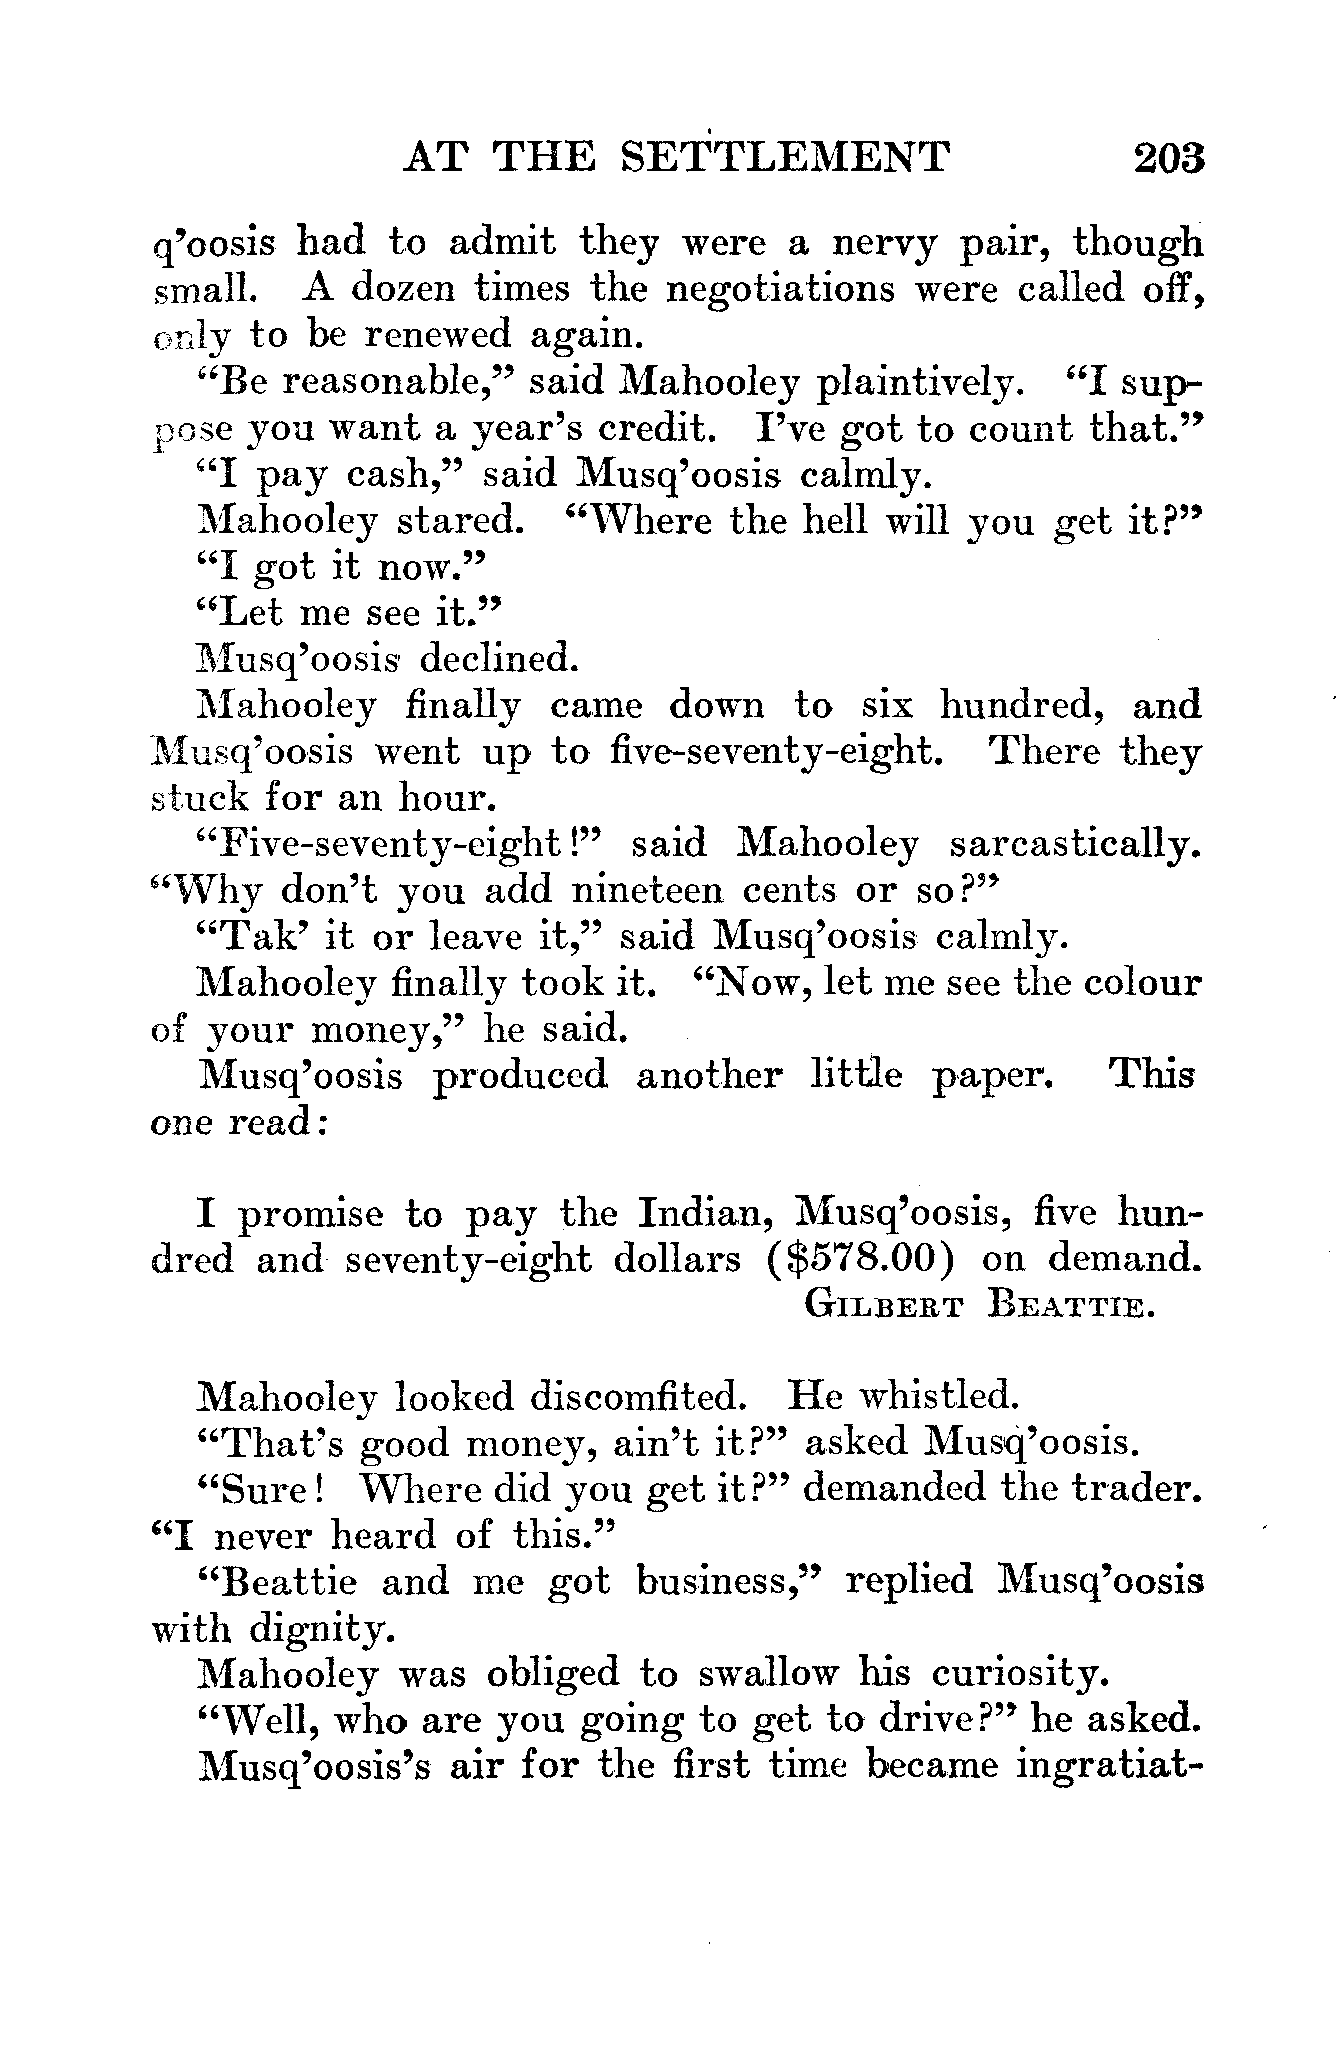 AT THE SETTLEMENT 203
q’oosis had to admit they were a nervy pair, though
small. A dozen times the negotiations were called off,
only to be renewed again.
“Be reasonable,” said Mahooley plaintively. “I sup-
pose you want a year’s credit. I’ve got to count that.”
“I pay cash,” said Musq’oosis calmly.
Mahooley stared. “Where the hell will you get it?”
“I got it now.”
“Let me see it.”
Musq’oosis declined.
Mahooley finally came down to six hundred, and
Musq’oosis went up to five-seventy-eight. There they
stuck for an hour.
“Five-seventy-eight!” said Mahooley sarcastically.
“Why don’t you add nineteen cents or so?”
“Tak’ it or leave it,” said Musq’oosis calmly.
Mahooley finally took it. “Now, let me see the colour
of your money,” he said.
Musq’oosis produced another little paper. This
one read:
I promise to pay the Indian, Musq’oosis, five hun-
dred and seventy-eight dollars ($578.00) on demand.
GILBERT BEATTIE.
Mahooley looked discomfited. He whistled.
“That’s good money, ain’t it?” asked Musq’oosis.
“Sure! Where did you get it?” demanded the trader.
“I never heard of this.”
“Beattie and me got business,” replied Musq’oosis
with dignity.
Mahooley was obliged to swallow his curiosity.
“Well, who are you going to get to drive?” he asked.
Musq’oosis’s air for the first time became ingratiat-